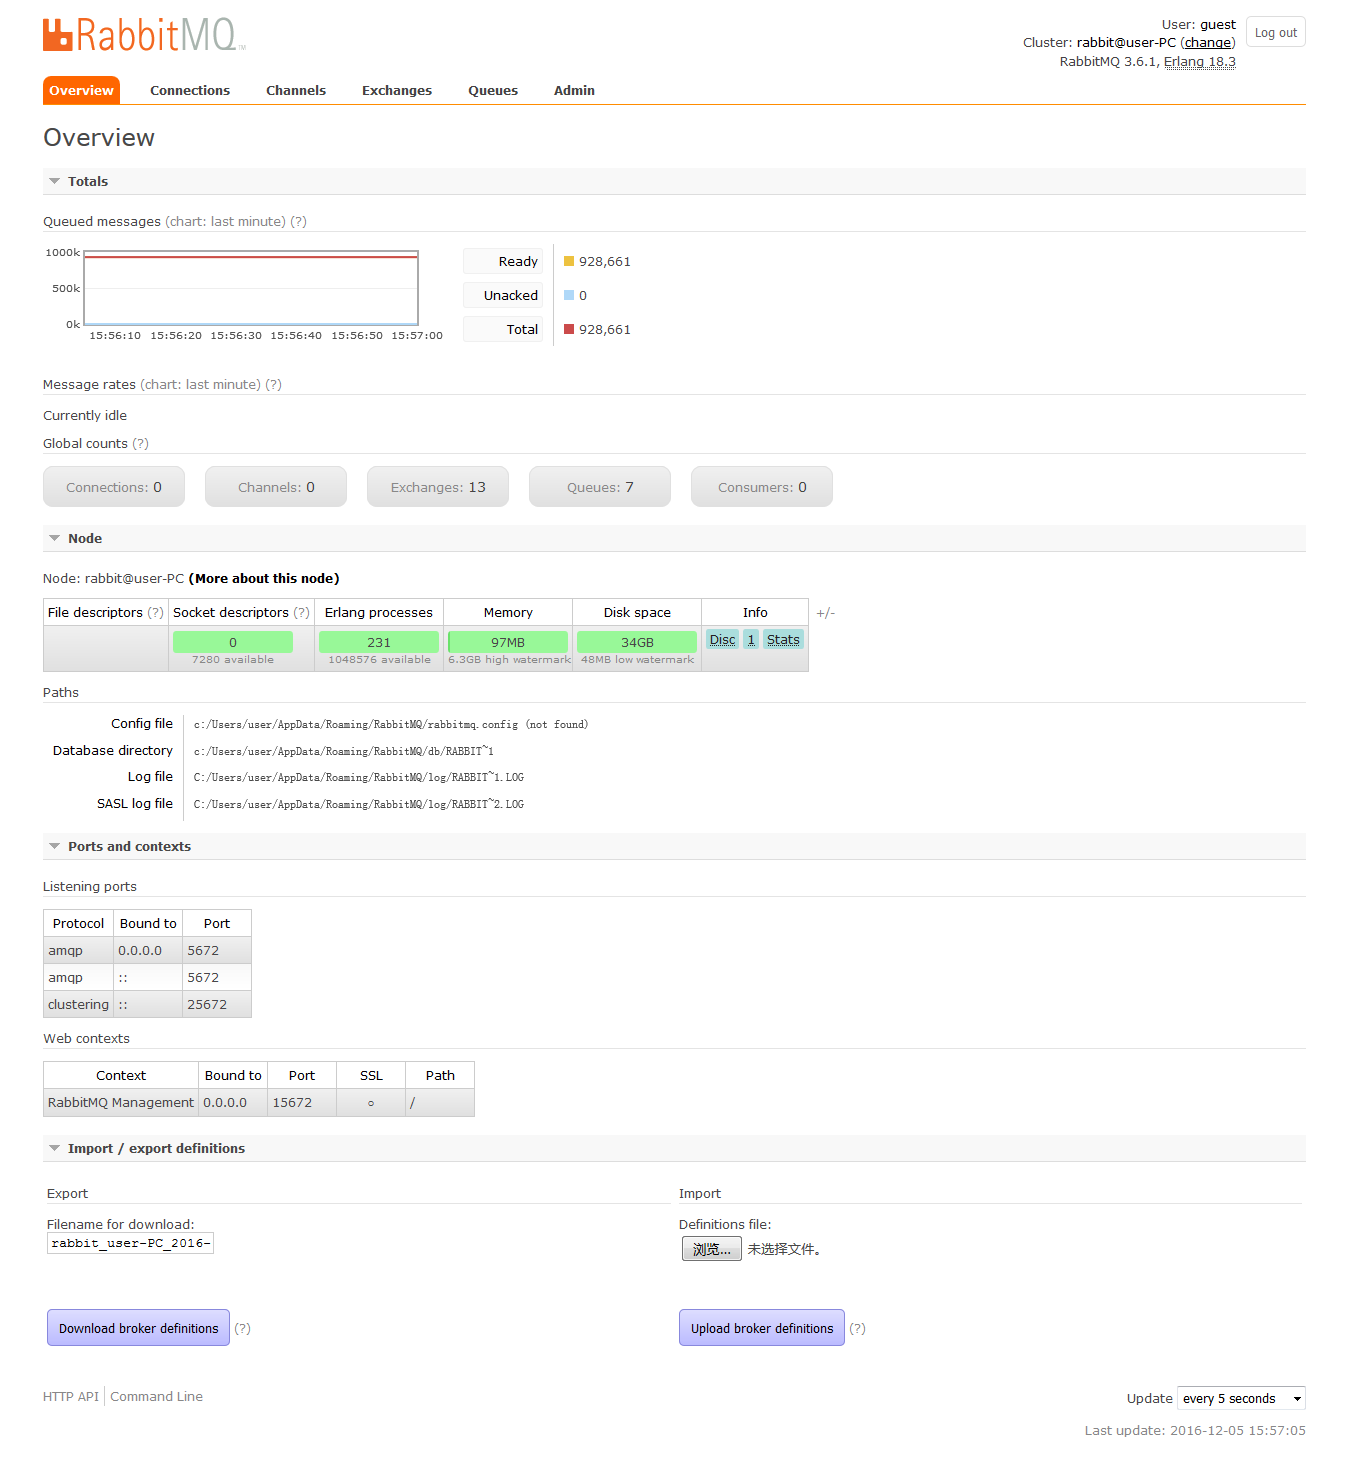 RabbitMQ™
User: guest
Cluster: rabbit@user-PC (change)
RabbitMQ 3.6.1, Erlang 18.3
Log out
Overview Connections Channels Exchanges Queues Admin
Overview
Totals
Queued messages (chart: last minute) (?)
1000k
500k
0k
15:56:10 15:56:20 15:56:30 15:56:40 15:56:50 15:57:00
Ready 928,661
Unacked 0
Total 928,661
Message rates (chart: last minute) (?)
Currently idle
Global counts (?)
Connections: 0 Channels: 0 Exchanges: 13 Queues: 7 Consumers: 0
Node
Node: rabbit@user-PC (More about this node)
File descriptors (?) Socket descriptors (?) Erlang processes Memory Disk space Info +/-
0 231 97MB 34GB Disc 1 Stats
7280 available 1048576 available 6.3GB high watermark 48MB low watermark
Paths
Config file c:/Users/user/AppData/Roaming/RabbitMQ/rabbitmq.config (not found)
Database directory c:/Users/user/AppData/Roaming/RabbitMQ/db/RABBIT~1
Log file C:/Users/user/AppData/Roaming/RabbitMQ/log/RABBIT~1.LOG
SASL log file C:/Users/user/AppData/Roaming/RabbitMQ/log/RABBIT~2.LOG
Ports and contexts
Listening ports
Protocol Bound to Port
amqp 0.0.0.0 5672
amqp :: 5672
clustering :: 25672
Web contexts
Context Bound to Port SSL Path
RabbitMQ Management 0.0.0.0 15672 ○ /
Import / export definitions
Export
Filename for download:
rabbit_user-PC_2016-
Download broker definitions (?)
Import
Definitions file:
浏览... 未选择文件。
Upload broker definitions (?)
HTTP API Command Line
Update every 5 seconds
Last update: 2016-12-05 15:57:05